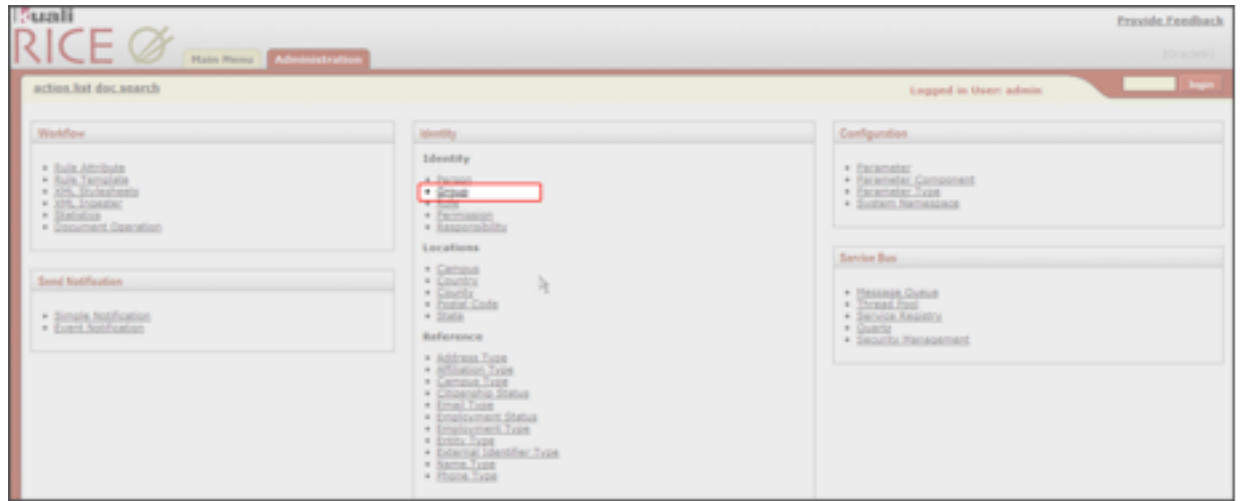 Kuali
RICE
Provide Feedback
Main Menu
Administration
action list doc search
Logged in User: admin
login
Workflow
Rule Attribute
Rule Template
XML Stylesheets
XML Ingester
Statistics
Document Operation
Send Notification
Simple Notification
Event Notification
Identity
Identity
Person
Group
Role
Permission
Responsibility
Locations
Campus
Country
County
Postal Code
State
Reference
Address Type
Affiliation Type
Campus Type
Citizenship Status
Email Type
Employment Status
Employment Type
Entity Type
External Identifier Type
Name Type
Phone Type
Configuration
Parameter
Parameter Component
Parameter Type
System Namespace
Service Bus
Message Queue
Thread Pool
Service Registry
Quartz
Security Management